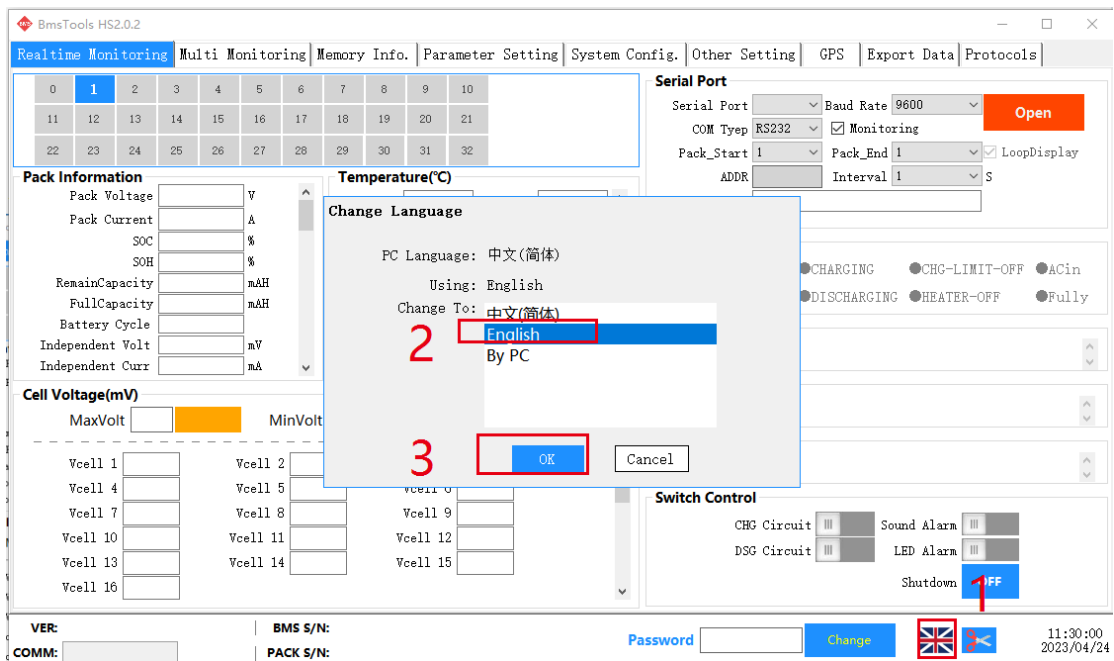 BmsTools HS2.0.2
Realtime Monitoring Multi Monitoring Memory Info. Parameter Setting System Config. Other Setting GPS Export Data Protocols
0 1 2 3 4 5 6 7 8 9 10
11 12 13 14 15 16 17 18 19 20 21
22 23 24 25 26 27 28 29 30 31 32
Serial Port
Serial Port Baud Rate 9600 Open
COM Tyep RS232 Monitoring
Pack_Start 1 Pack_End 1 LoopDisplay
ADDR Interval 1 S
Pack Information
Pack Voltage V
Pack Current A
SOC %
SOH %
RemainCapacity mAH
FullCapacity mAH
Battery Cycle
Independent Volt mV
Independent Curr mA
Temperature(℃)
Change Language
PC Language: 中文(简体)
Using: English
Change To: 中文(简体)
2 English
By PC
3 OK Cancel
CHARGING CHG-LIMIT-OFF ACin
DISCHARGING HEATER-OFF Fully
Cell Voltage(mV)
MaxVolt MinVolt
Vcell 1 Vcell 2
Vcell 4 Vcell 5 Vcell 6
Vcell 7 Vcell 8 Vcell 9
Vcell 10 Vcell 11 Vcell 12
Vcell 13 Vcell 14 Vcell 15
Vcell 16
Switch Control
CHG Circuit Sound Alarm
DSG Circuit LED Alarm
Shutdown OFF
1
VER: BMS S/N:
COMM: PACK S/N:
Password Change
11:30:00
2023/04/24